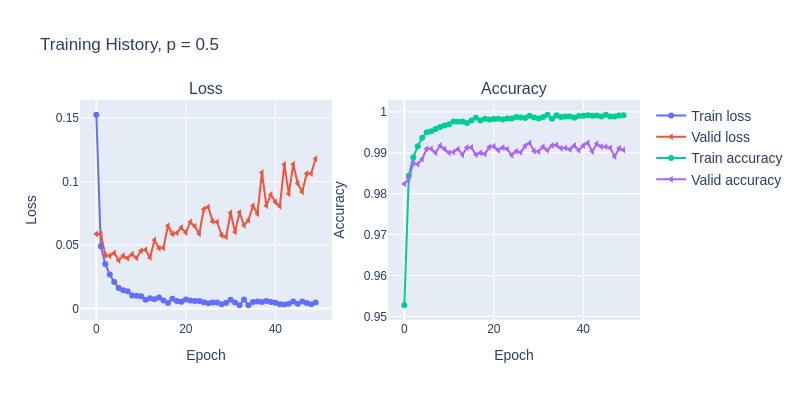 Training History, p = 0.5
Loss
Accuracy
0.15
0.1
0.05
0
Loss
0
20
40
Epoch
1
0.99
0.98
0.97
0.96
0.95
Accuracy
0
20
40
Epoch
Train loss
Valid loss
Train accuracy
Valid accuracy